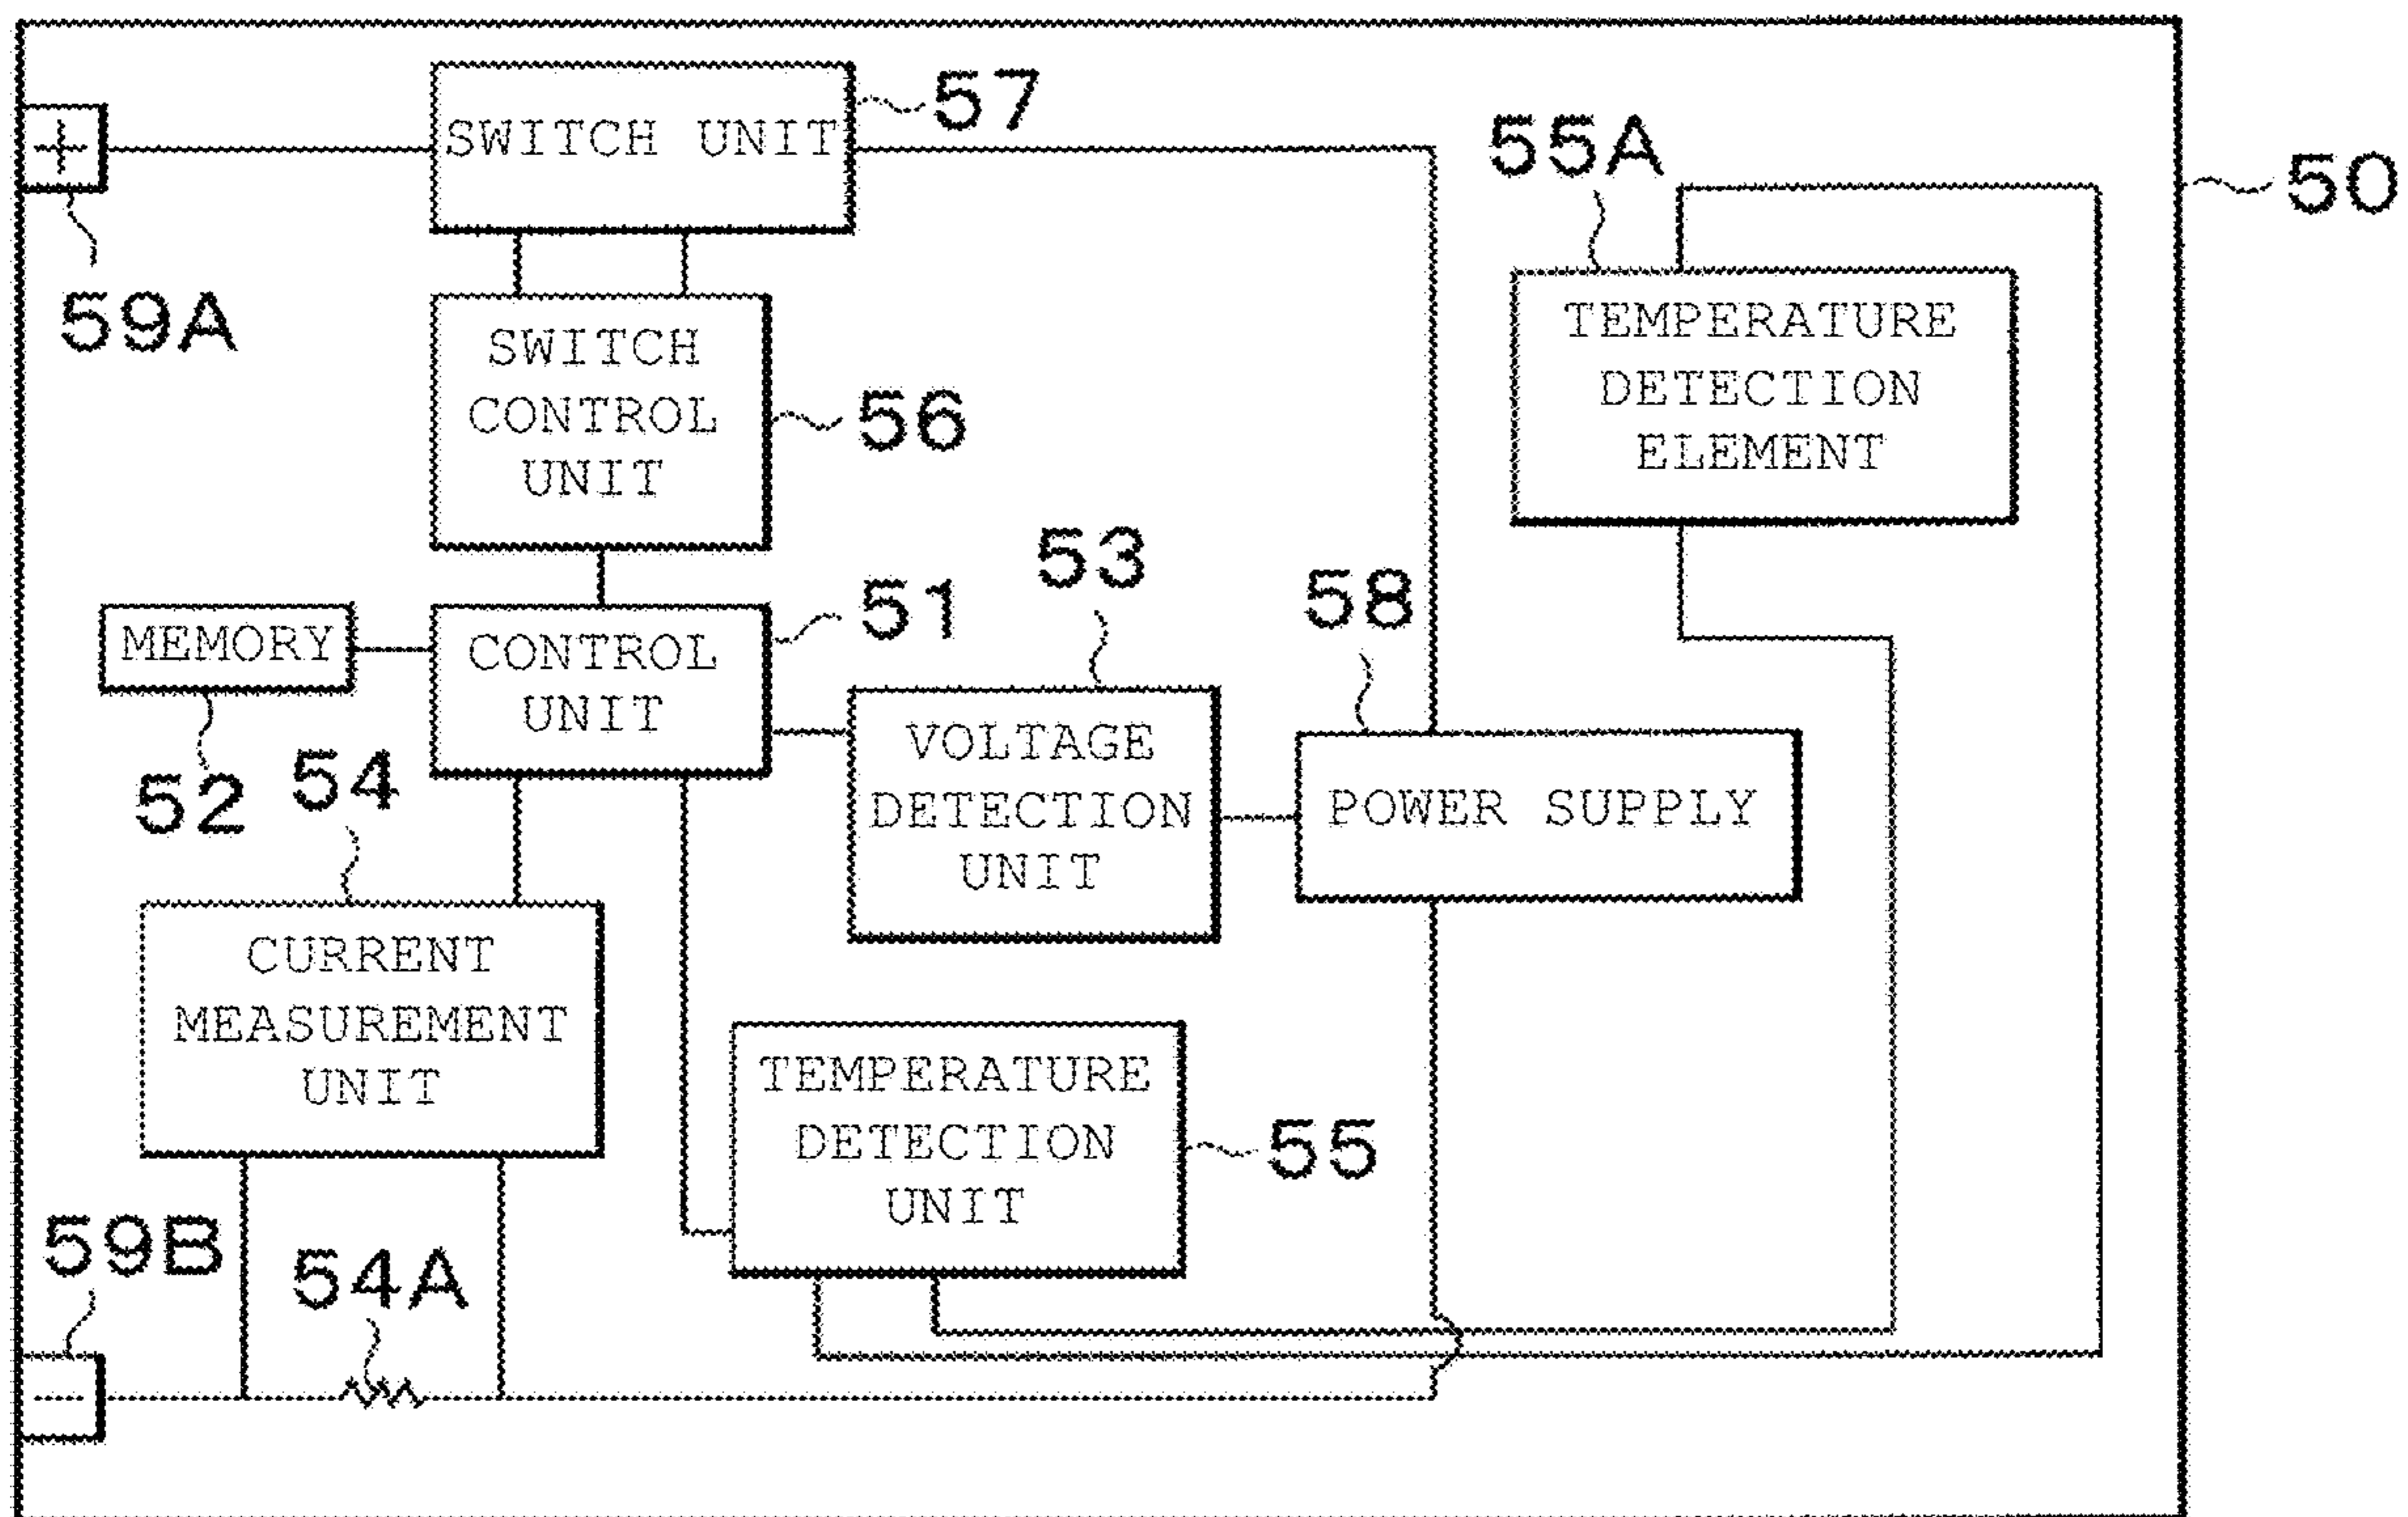 57
SWITCH UNIT
+
55A
50
59A
TEMPERATURE
DETECTION
ELEMENT
SWITCH
CONTROL
UNIT
56
53
58
51
MEMORY
CONTROL
UNIT
52
54
VOLTAGE
DETECTION
UNIT
POWER SUPPLY
CURRENT
MEASUREMENT
UNIT
TEMPERATURE
DETECTION
UNIT
55
59B
54A
−